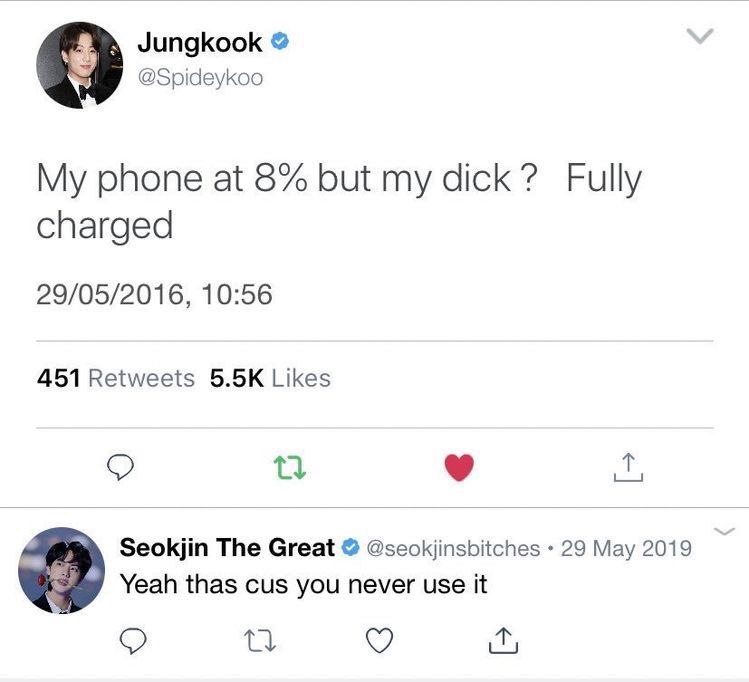 Jungkook
@Spideykoo
My phone at 8% but my dick ? Fully
charged
29/05/2016, 10:56
451 Retweets 5.5K Likes
Seokjin The Great @seokjinsbitches • 29 May 2019
Yeah thas cus you never use it